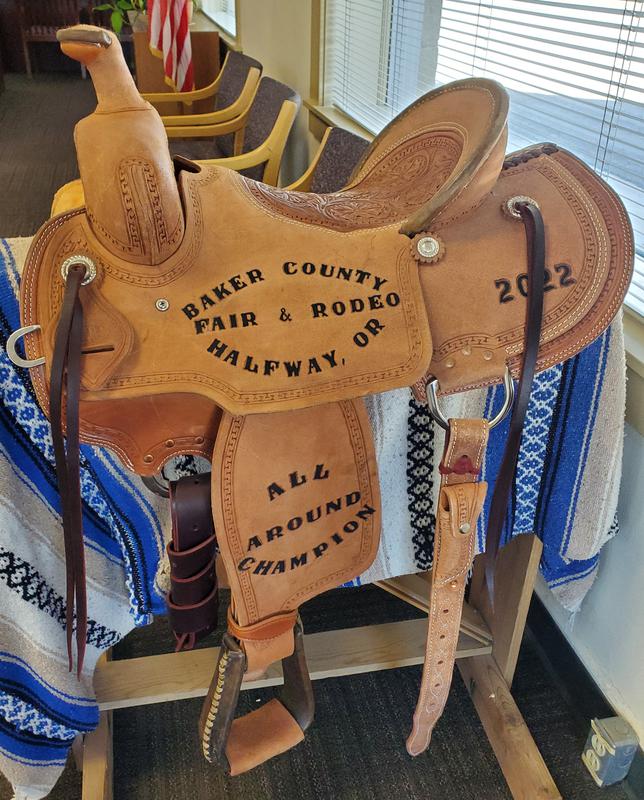 BAKER COUNTY
FAIR & RODEO
HALFWAY, OR
2022
ALL
AROUND
CHAMPION